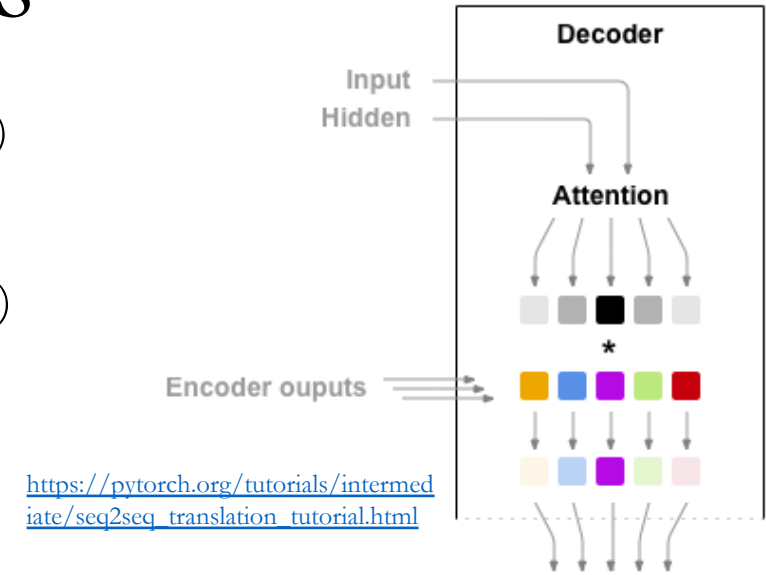 S
Decoder
Input
)
Hidden
Attention
)
*
Encoder ouputs
https://pytorch.org/tutorials/intermed
iate/seq2seq_translation_tutorial.html